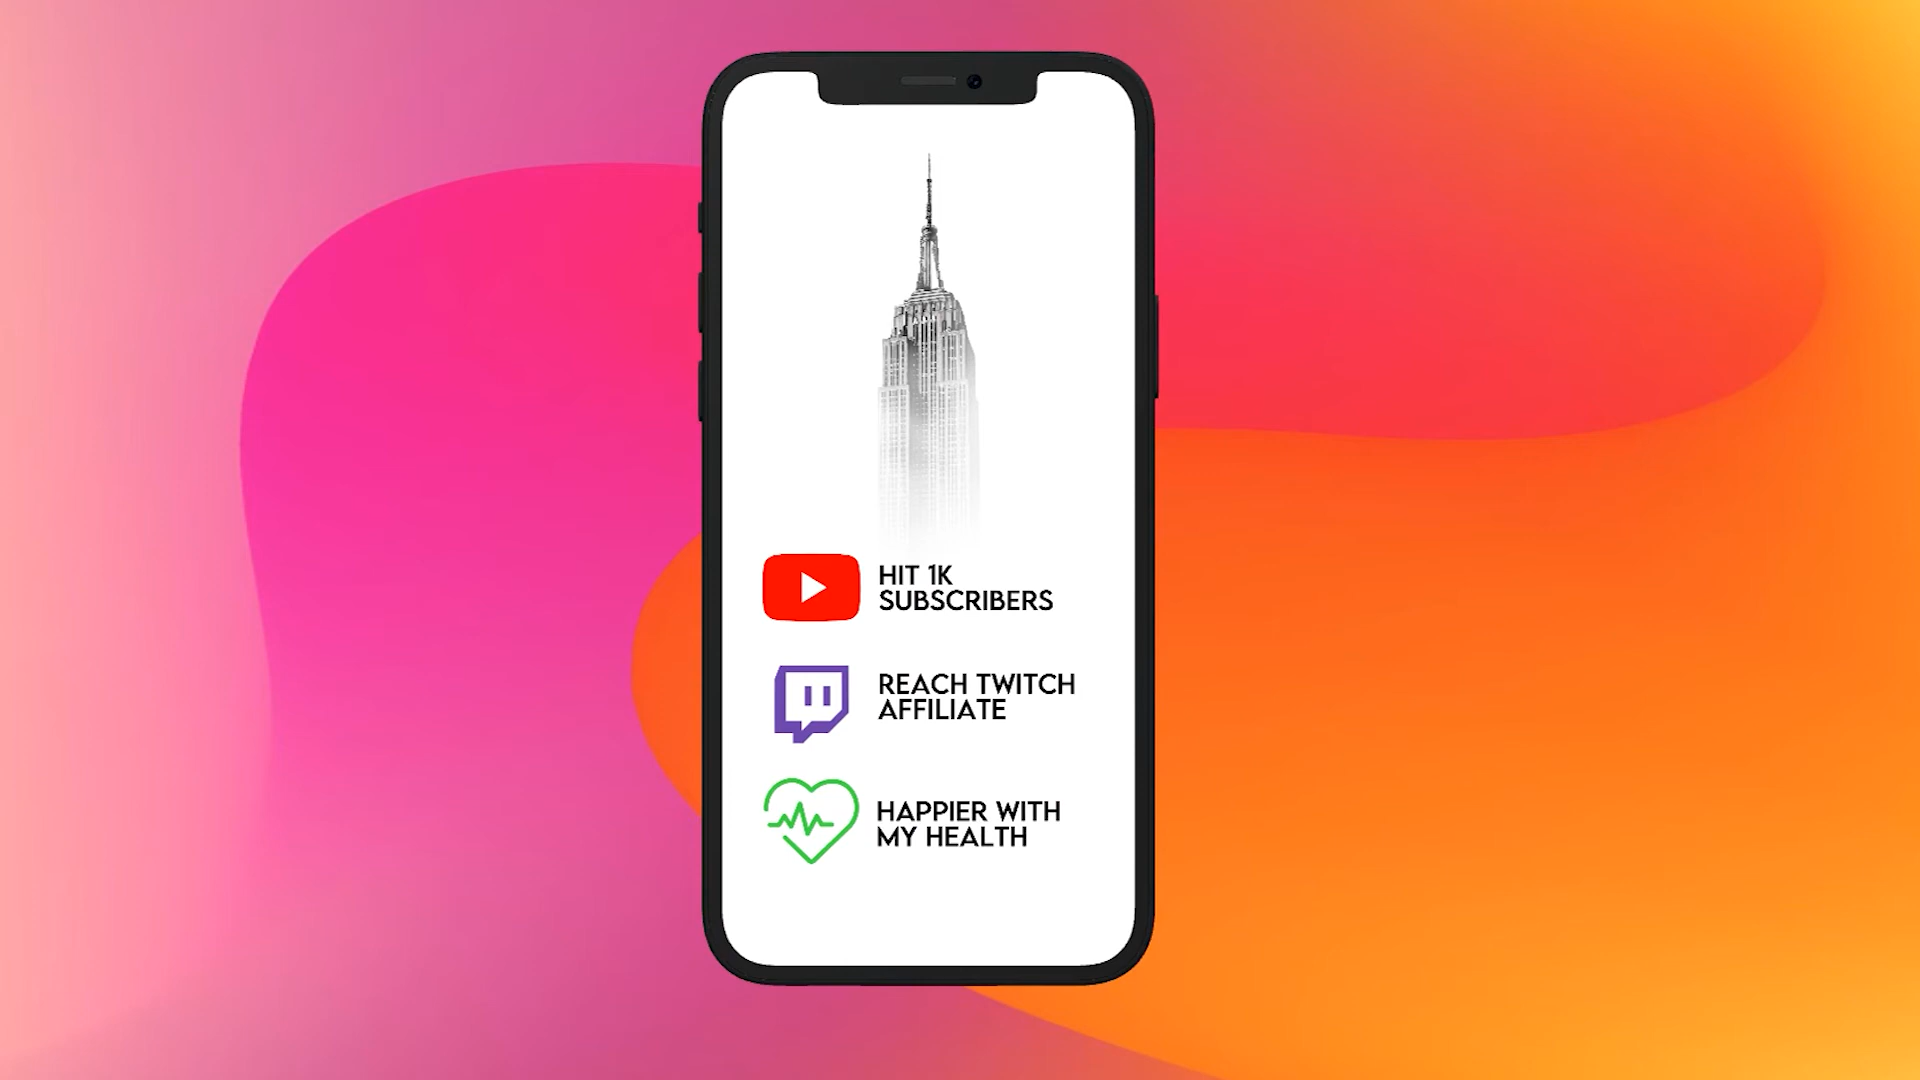 HIT 1K
SUBSCRIBERS
REACH TWITCH
AFFILIATE
HAPPIER WITH
MY HEALTH